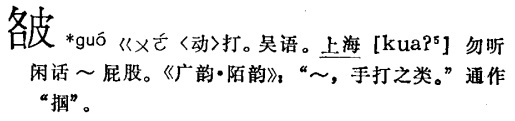 *guó ㄍㄨㄛˊ〈动〉打。吴语。上海 [kuaʔ⁵] 勿听
闲话～屁股。《广韵·陌韵》：“～，手打之类。”通作
“掴”。